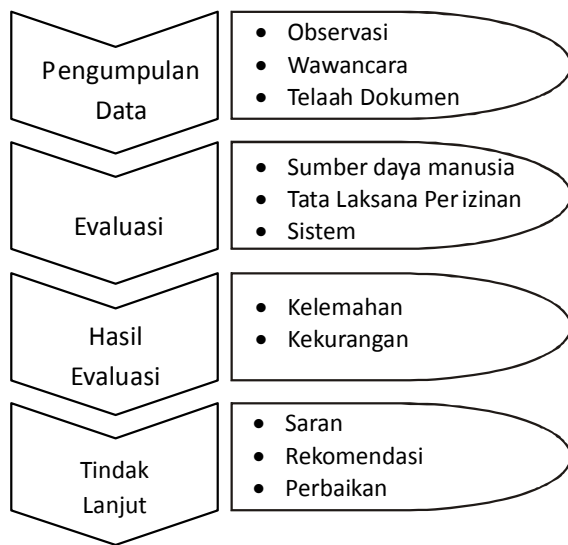 Pengumpulan
Data
• Observasi
• Wawancara
• Telaah Dokumen
Evaluasi
• Sumber daya manusia
• Tata Laksana Perizinan
• Sistem
Hasil
Evaluasi
• Kelemahan
• Kekurangan
Tindak
Lanjut
• Saran
• Rekomendasi
• Perbaikan